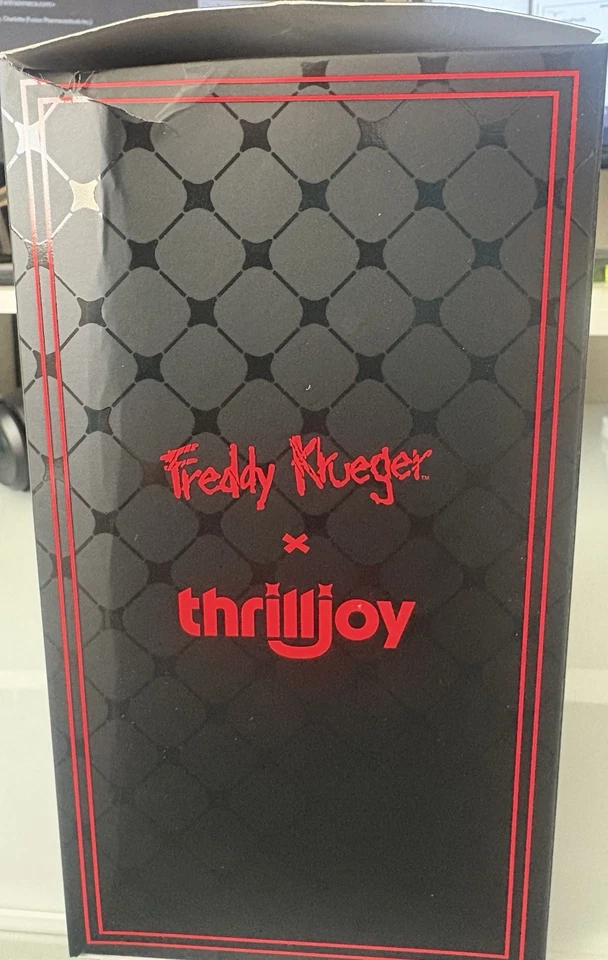 Freddy Krueger™
×
thrilljoy